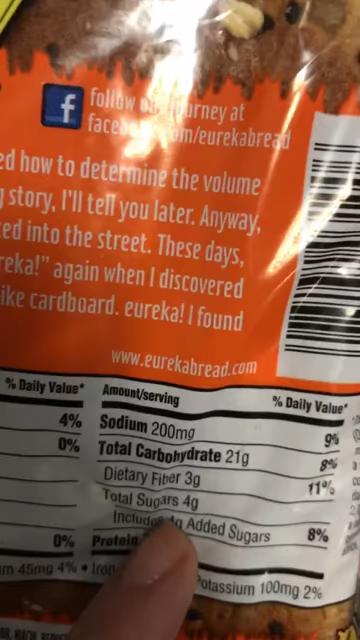 f
follow our journey at
facebook.com/eurekabread
ed how to determine the volume
g story, I'll tell you later. Anyway,
ted into the street. These days,
reka!" again when I discovered
ike cardboard. eureka! I found
www.eurekabread.com
% Daily Value* Amount/serving % Daily Value*
4% Sodium 200mg 9%
0% Total Carbohydrate 21g 8%
Dietary Fiber 3g 11%
Total Sugars 4g
Includes 4g Added Sugars 8%
0% Protein
m 45mg 4% • Iron Potassium 100mg 2%